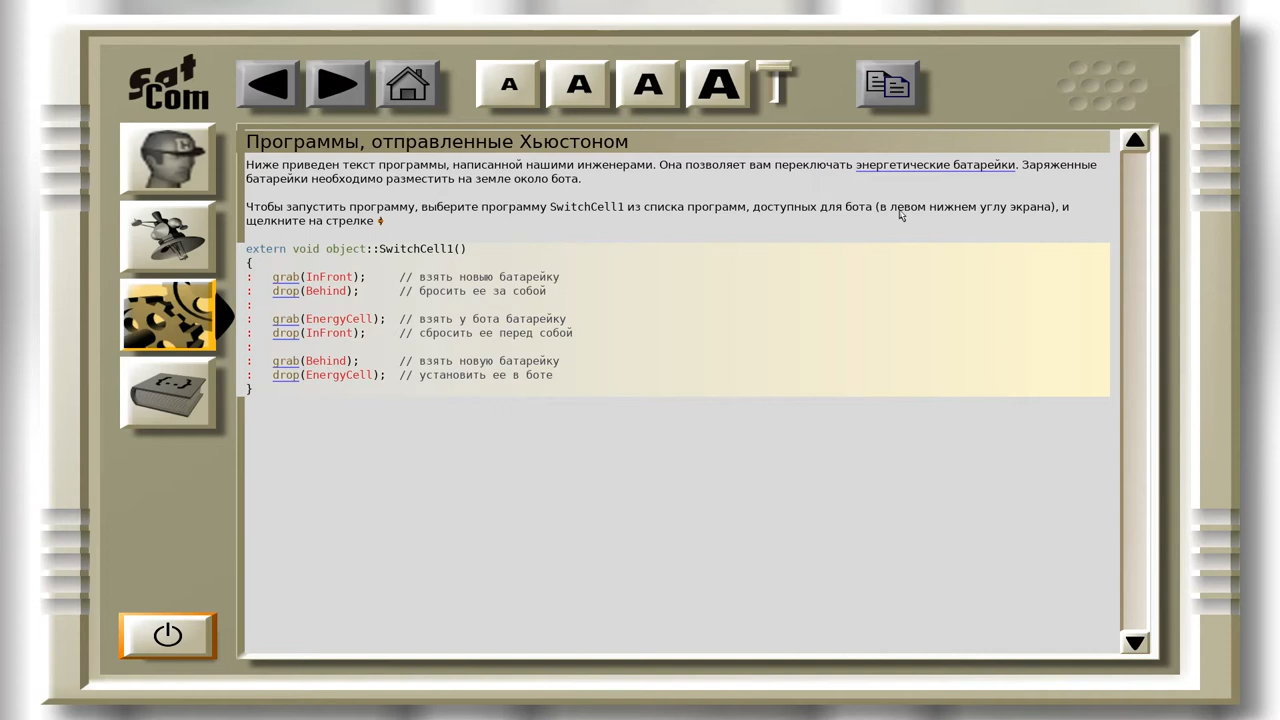 Sat
Com
A A A A
Программы, отправленные Хьюстоном
Ниже приведен текст программы, написанной нашими инженерами. Она позволяет вам переключать энергетические батарейки. Заряженные
батарейки необходимо разместить на земле около бота.
Чтобы запустить программу, выберите программу SwitchCell1 из списка программ, доступных для бота (в левом нижнем углу экрана), и
щелкните на стрелке
extern void object::SwitchCell1()
{
:   grab(InFront);     // взять новыю батарейку
:   drop(Behind);      // бросить ее за собой
:
:   grab(EnergyCell);  // взять у бота батарейку
:   drop(InFront);     // сбросить ее перед собой
:
:   grab(Behind);      // взять новую батарейку
:   drop(EnergyCell);  // установить ее в боте
}
{..}